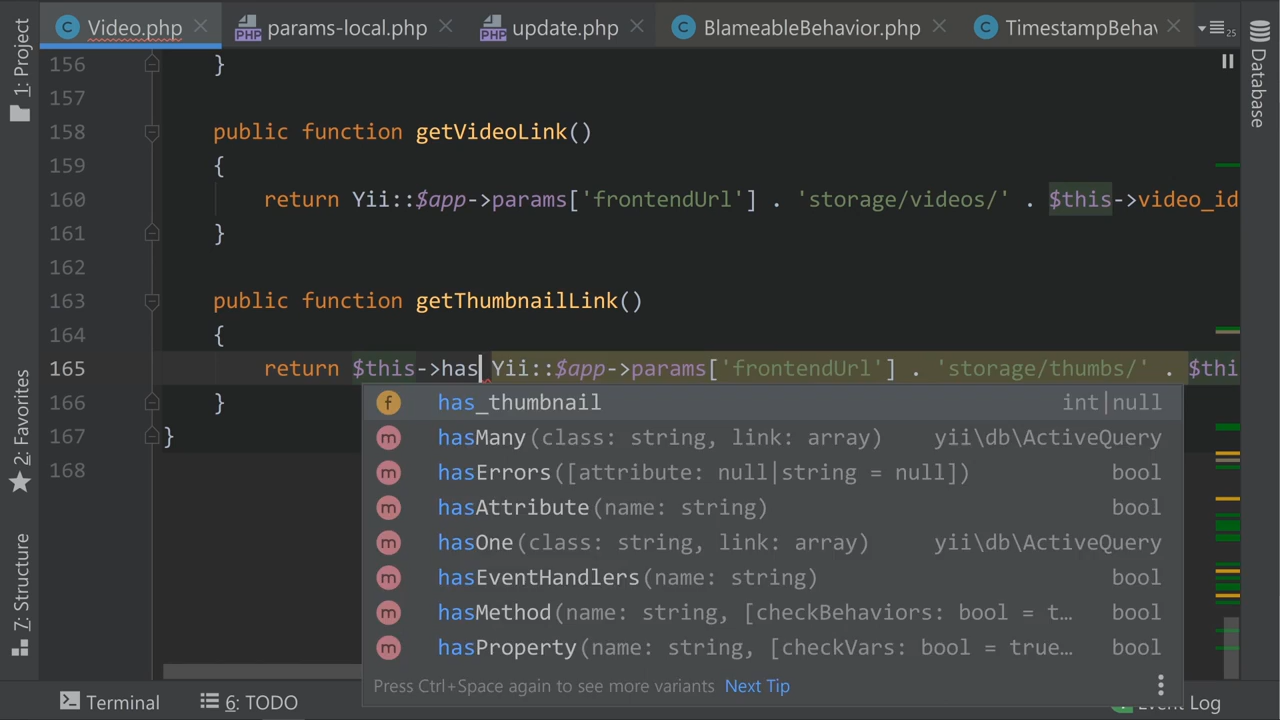 Video.php
params-local.php
update.php
BlameableBehavior.php
TimestampBehav
25
1: Project
2: Favorites
7: Structure
Database
156 }
157
158 public function getVideoLink()
159 {
160 return Yii::$app->params['frontendUrl'] . 'storage/videos/' . $this->video_id
161 }
162
163 public function getThumbnailLink()
164 {
165 return $this->has Yii::$app->params['frontendUrl'] . 'storage/thumbs/' . $thi
166 }
167 }
168
f has_thumbnail int|null
m hasMany(class: string, link: array) yii\db\ActiveQuery
m hasErrors([attribute: null|string = null]) bool
m hasAttribute(name: string) bool
m hasOne(class: string, link: array) yii\db\ActiveQuery
m hasEventHandlers(name: string) bool
m hasMethod(name: string, [checkBehaviors: bool = t… bool
m hasProperty(name: string, [checkVars: bool = true… bool
Press Ctrl+Space again to see more variants Next Tip
Terminal
6: TODO
Event Log